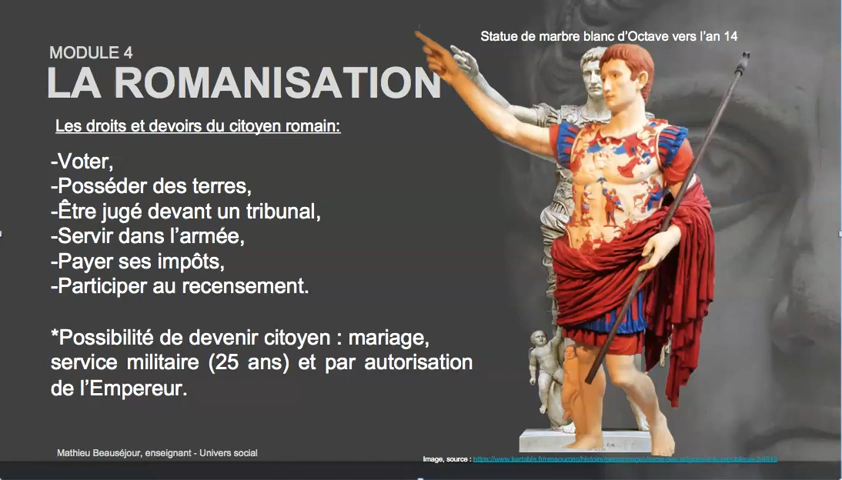 Statue de marbre blanc d'Octave vers l'an 14
MODULE 4
LA ROMANISATION
Les droits et devoirs du citoyen romain:
-Voter,
-Posséder des terres,
-Être jugé devant un tribunal,
-Servir dans l'armée,
-Payer ses impôts,
-Participer au recensement.
*Possibilité de devenir citoyen : mariage,
service militaire (25 ans) et par autorisation
de l'Empereur.
Mathieu Beauséjour, enseignant - Univers social
Image, source :